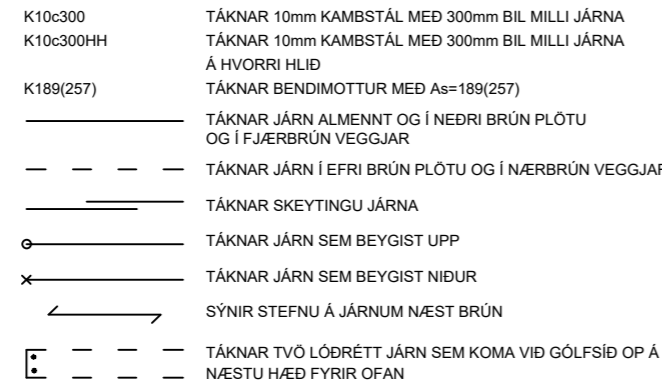 K10c300 TÁKNAR 10mm KAMBSTÁL MEÐ 300mm BIL MILLI JÁRNA
K10c300HH TÁKNAR 10mm KAMBSTÁL MEÐ 300mm BIL MILLI JÁRNA
Á HVORRI HLIÐ
K189(257) TÁKNAR BENDIMOTTUR MEÐ As=189(257)
TÁKNAR JÁRN ALMENNT OG Í NEÐRI BRÚN PLÖTU
OG Í FJÆRBRÚN VEGGJAR
TÁKNAR JÁRN Í EFRI BRÚN PLÖTU OG Í NÆRBRÚN VEGGJAR
TÁKNAR SKEYTINGU JÁRNA
TÁKNAR JÁRN SEM BEYGIST UPP
TÁKNAR JÁRN SEM BEYGIST NIÐUR
SÝNIR STEFNU Á JÁRNUM NÆST BRÚN
TÁKNAR TVÖ LÓÐRÉTT JÁRN SEM KOMA VIÐ GÓLFSÍÐ OP Á
NÆSTU HÆÐ FYRIR OFAN